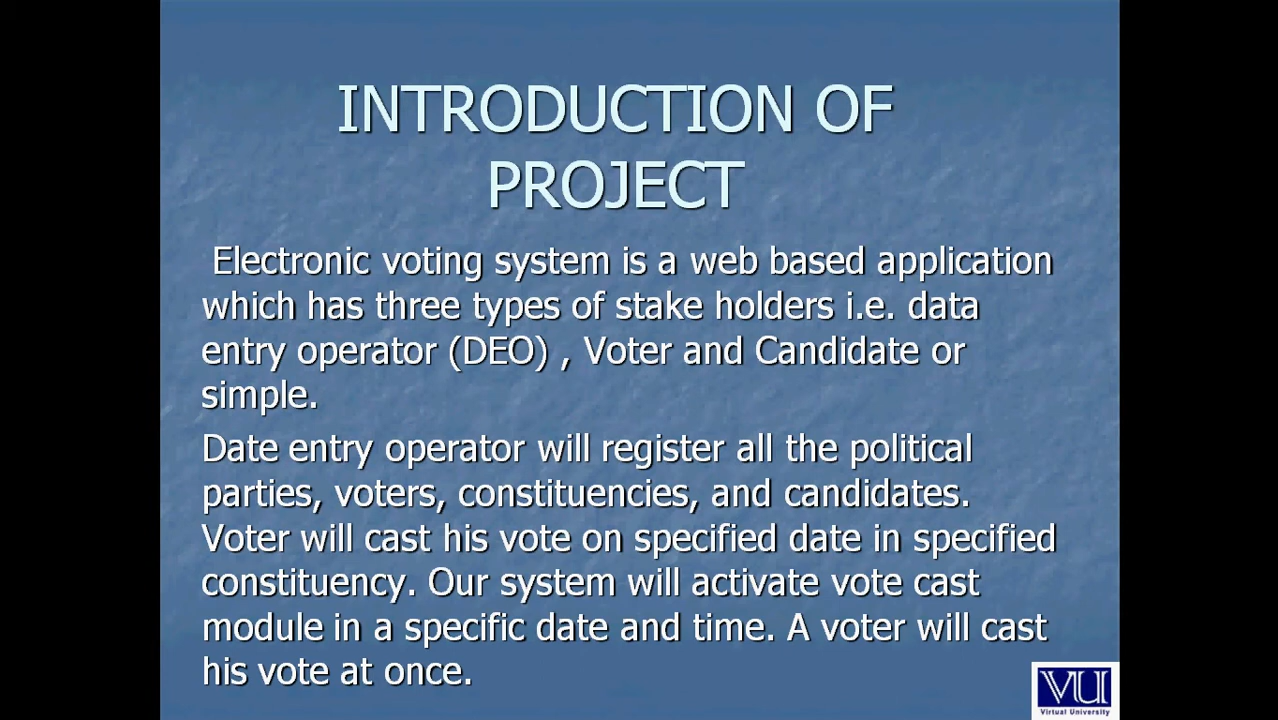 INTRODUCTION OF
PROJECT
Electronic voting system is a web based application
which has three types of stake holders i.e. data
entry operator (DEO) , Voter and Candidate or
simple.
Date entry operator will register all the political
parties, voters, constituencies, and candidates.
Voter will cast his vote on specified date in specified
constituency. Our system will activate vote cast
module in a specific date and time. A voter will cast
his vote at once.
VU
Virtual University